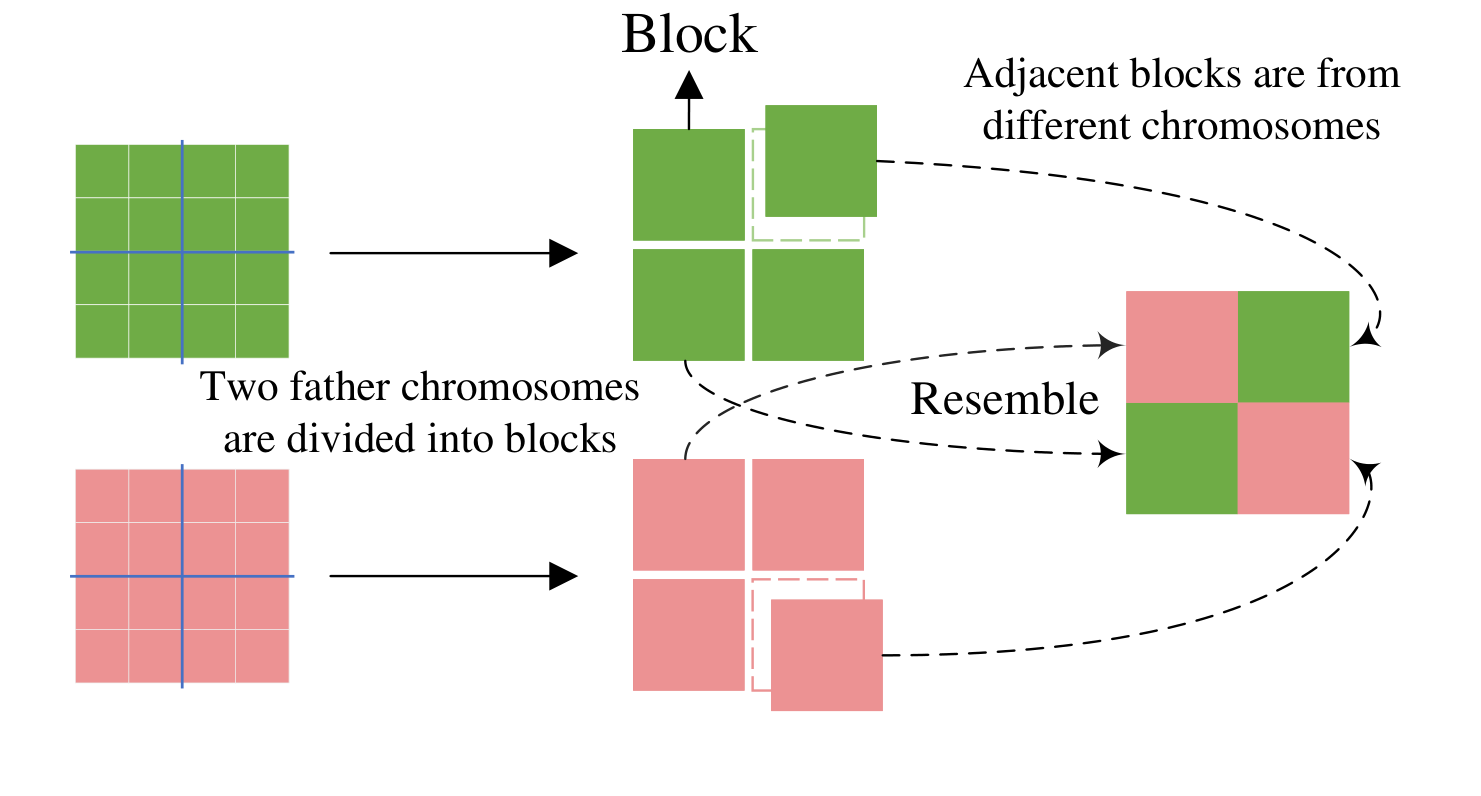 Block
Adjacent blocks are from
different chromosomes
Two father chromosomes
are divided into blocks
Resemble